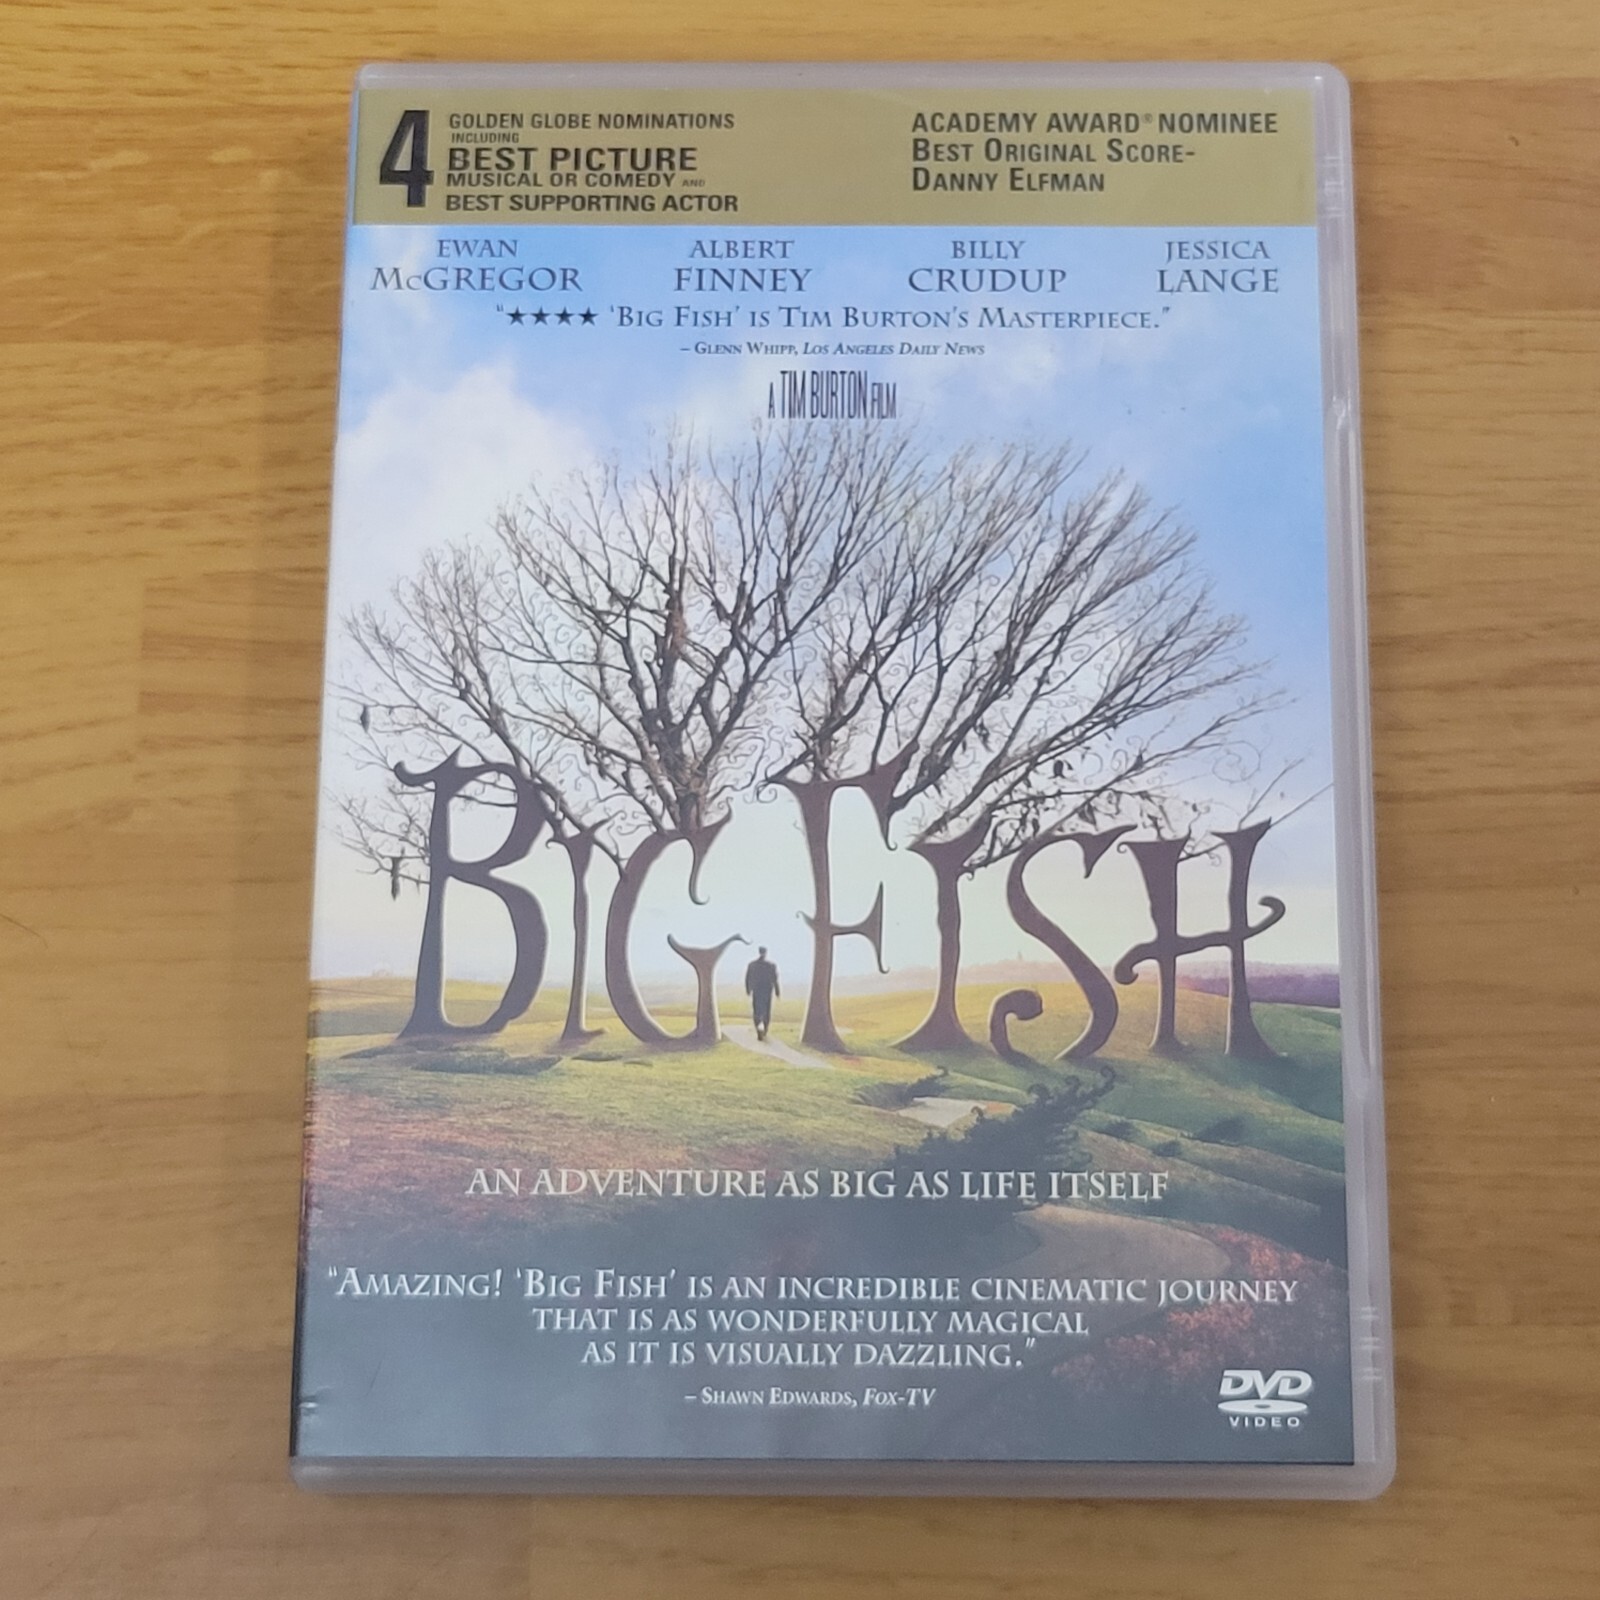 4 GOLDEN GLOBE NOMINATIONS
INCLUDING
BEST PICTURE
MUSICAL OR COMEDY AND
BEST SUPPORTING ACTOR
ACADEMY AWARD® NOMINEE
BEST ORIGINAL SCORE-
DANNY ELFMAN
EWAN McGREGOR
ALBERT FINNEY
BILLY CRUDUP
JESSICA LANGE
"★★★★ 'BIG FISH' IS TIM BURTON'S MASTERPIECE."
– GLENN WHIPP, LOS ANGELES DAILY NEWS
A TIM BURTON FILM
BIG FISH
AN ADVENTURE AS BIG AS LIFE ITSELF
"AMAZING! 'BIG FISH' IS AN INCREDIBLE CINEMATIC JOURNEY
THAT IS AS WONDERFULLY MAGICAL
AS IT IS VISUALLY DAZZLING."
– SHAWN EDWARDS, FOX-TV
DVD
VIDEO